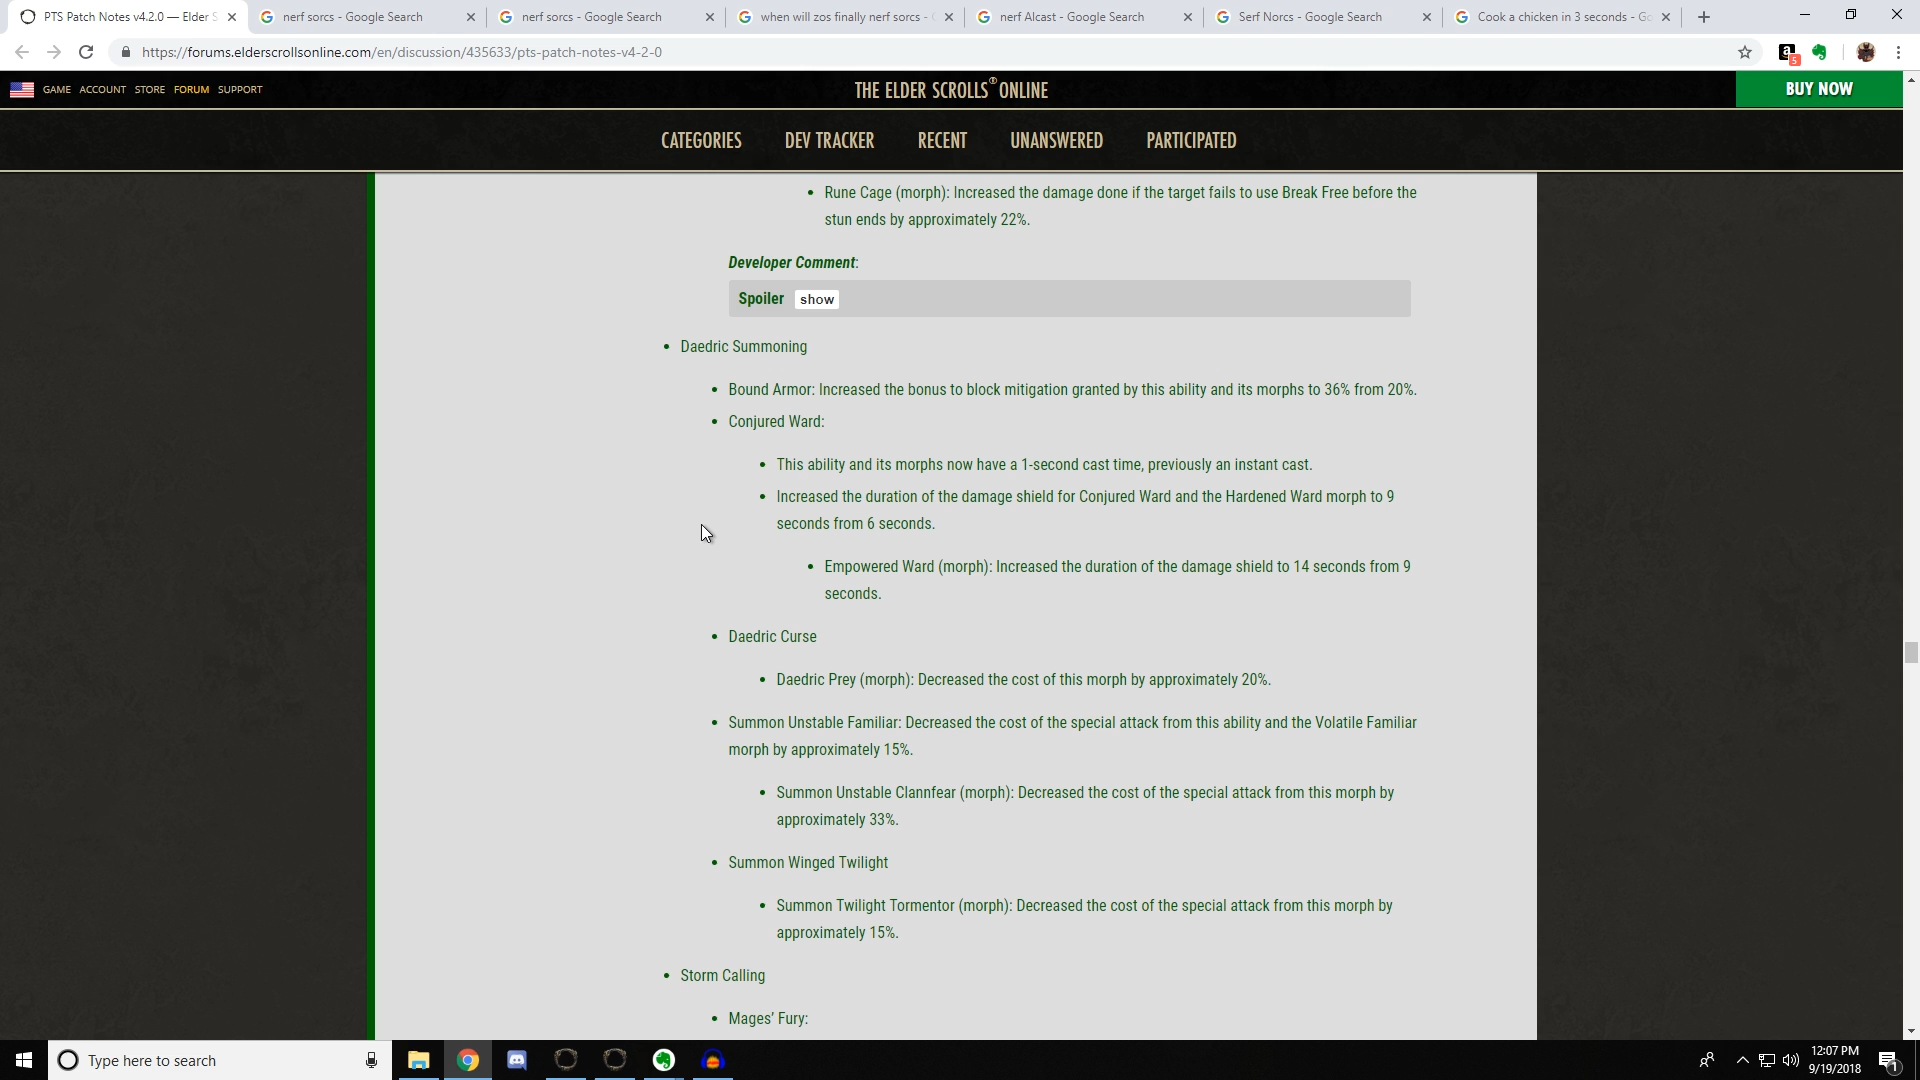 PTS Patch Notes v4.2.0 — Elder S
nerf sorcs - Google Search
nerf sorcs - Google Search
when will zos finally nerf sorcs - G
nerf Alcast - Google Search
Serf Norcs - Google Search
Cook a chicken in 3 seconds - Go
https://forums.elderscrollsonline.com/en/discussion/435633/pts-patch-notes-v4-2-0
a
5
GAME ACCOUNT STORE FORUM SUPPORT
THE ELDER SCROLLS® ONLINE
BUY NOW
CATEGORIES DEV TRACKER RECENT UNANSWERED PARTICIPATED
• Rune Cage (morph): Increased the damage done if the target fails to use Break Free before the
stun ends by approximately 22%.
Developer Comment:
Spoiler show
• Daedric Summoning
• Bound Armor: Increased the bonus to block mitigation granted by this ability and its morphs to 36% from 20%.
• Conjured Ward:
• This ability and its morphs now have a 1-second cast time, previously an instant cast.
• Increased the duration of the damage shield for Conjured Ward and the Hardened Ward morph to 9
seconds from 6 seconds.
• Empowered Ward (morph): Increased the duration of the damage shield to 14 seconds from 9
seconds.
• Daedric Curse
• Daedric Prey (morph): Decreased the cost of this morph by approximately 20%.
• Summon Unstable Familiar: Decreased the cost of the special attack from this ability and the Volatile Familiar
morph by approximately 15%.
• Summon Unstable Clannfear (morph): Decreased the cost of the special attack from this morph by
approximately 33%.
• Summon Winged Twilight
• Summon Twilight Tormentor (morph): Decreased the cost of the special attack from this morph by
approximately 15%.
• Storm Calling
• Mages’ Fury:
Type here to search
12:07 PM
9/19/2018
1